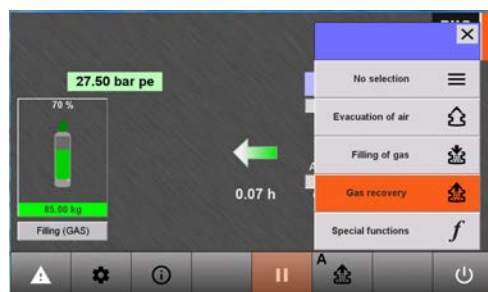 27.50 bar pe
70 %
85.00 kg
Filling (GAS)
0.07 h
No selection
Evacuation of air
Filling of gas
Gas recovery
Special functions
A